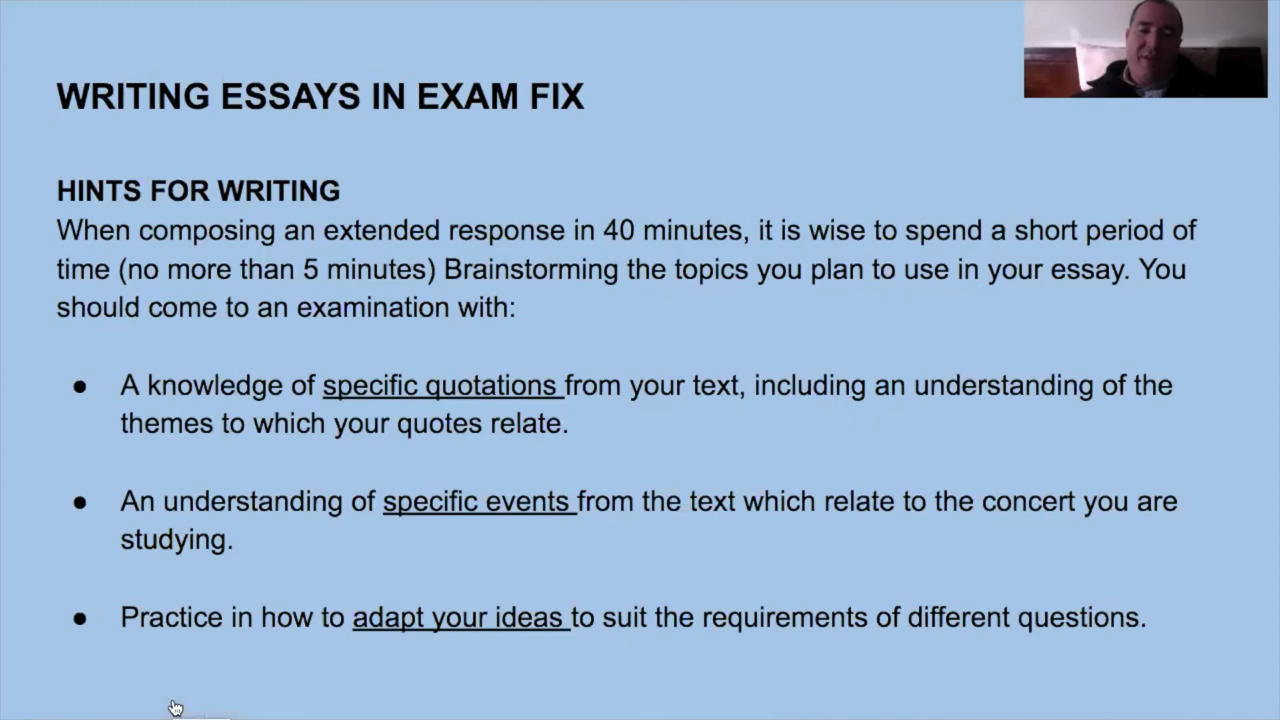 WRITING ESSAYS IN EXAM FIX
HINTS FOR WRITING
When composing an extended response in 40 minutes, it is wise to spend a short period of
time (no more than 5 minutes) Brainstorming the topics you plan to use in your essay. You
should come to an examination with:
● A knowledge of specific quotations from your text, including an understanding of the
themes to which your quotes relate.
● An understanding of specific events from the text which relate to the concert you are
studying.
● Practice in how to adapt your ideas to suit the requirements of different questions.